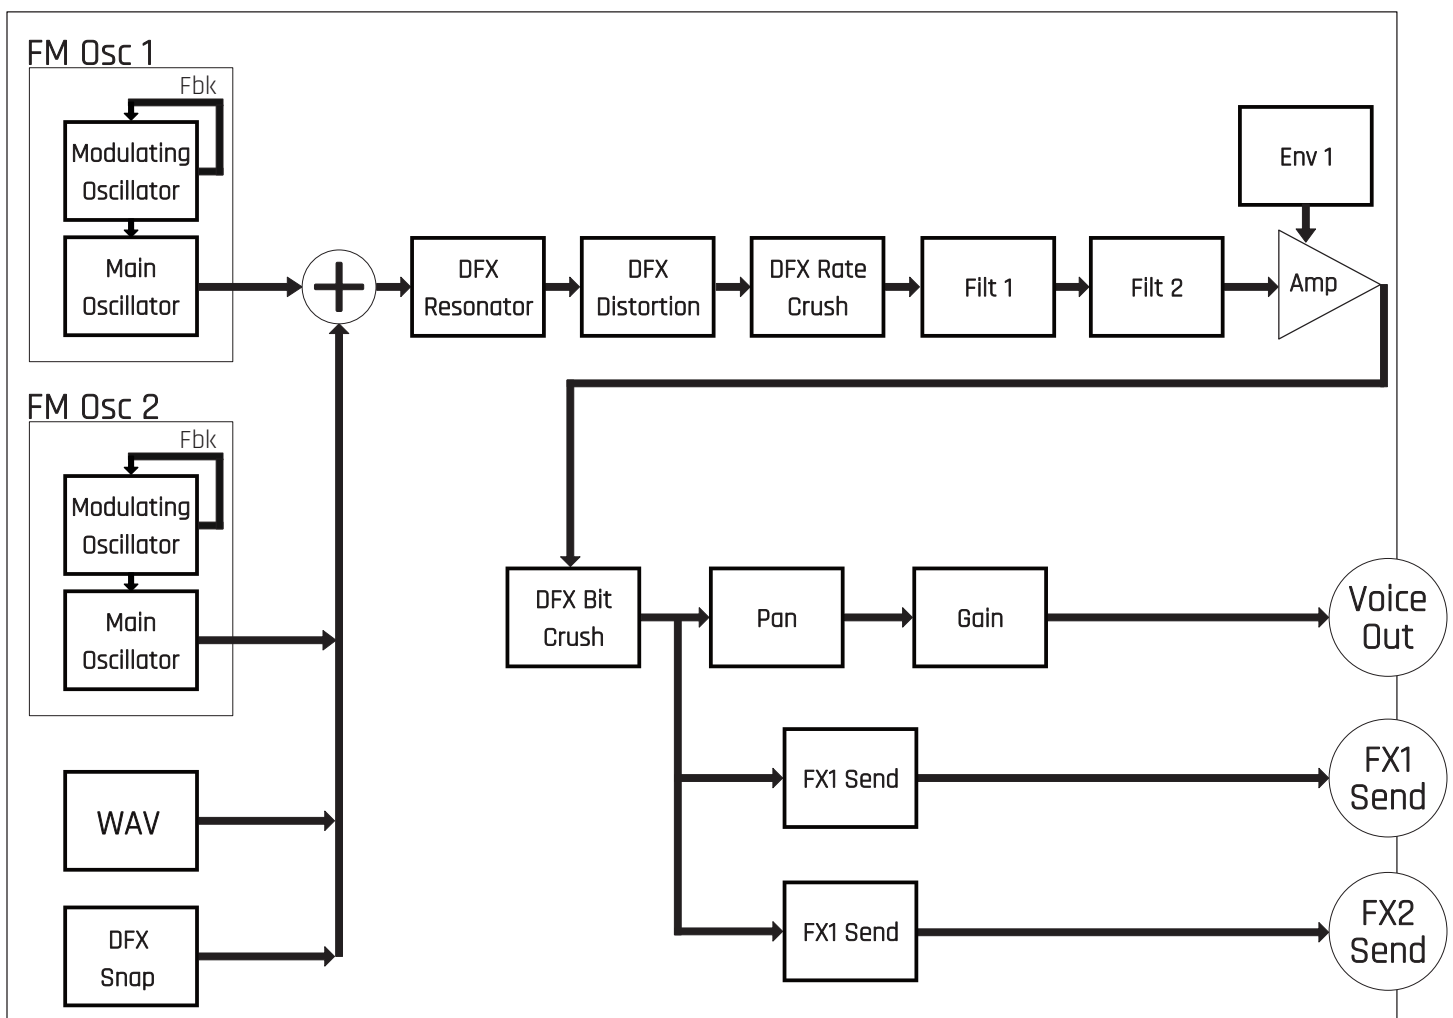 FM Osc 1
Fbk
Modulating
Oscillator
Main
Oscillator
DFX
Resonator
DFX
Distortion
DFX Rate
Crush
Filt 1
Filt 2
Env 1
Amp
FM Osc 2
Fbk
Modulating
Oscillator
Main
Oscillator
DFX Bit
Crush
Pan
Gain
Voice
Out
WAV
FX1 Send
FX1
Send
DFX
Snap
FX1 Send
FX2
Send